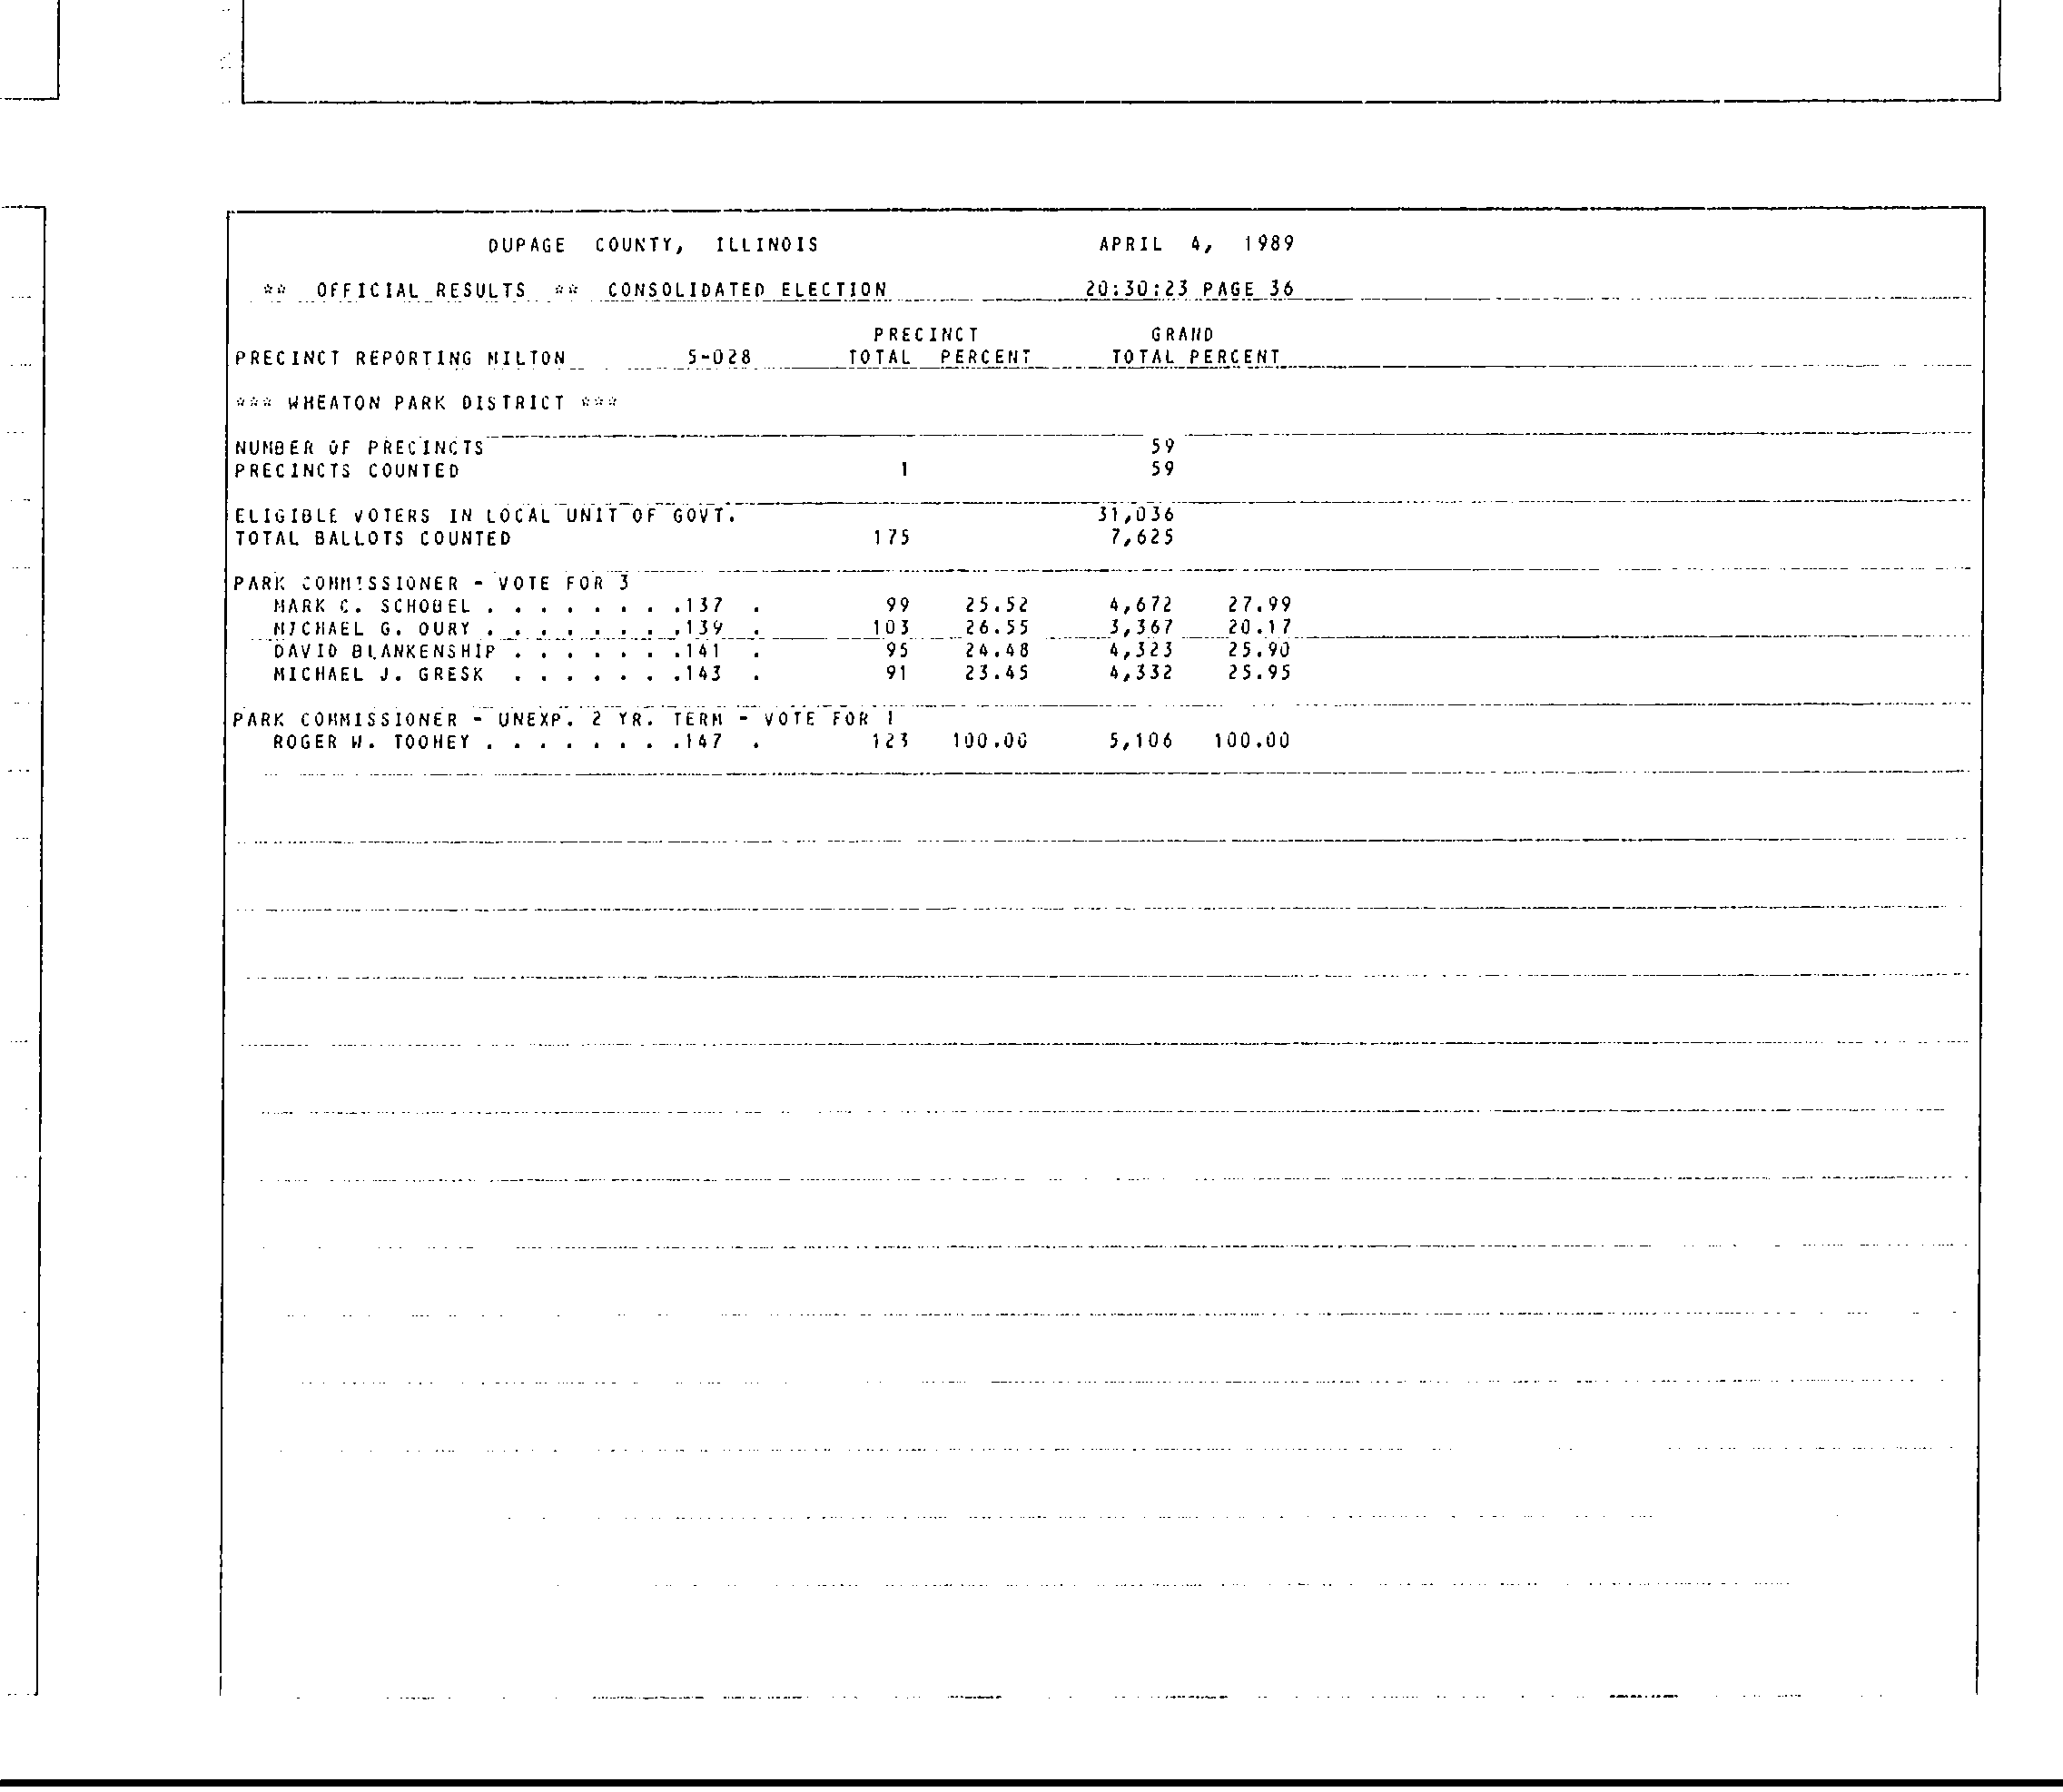 DUPAGE COUNTY, ILLINOIS APRIL 4, 1989
** OFFICIAL RESULTS ** CONSOLIDATED ELECTION 20:30:23 PAGE 36
PRECINCT GRAND
PRECINCT REPORTING MILTON 5-028 TOTAL PERCENT TOTAL PERCENT
*** WHEATON PARK DISTRICT ***
NUMBER OF PRECINCTS 59
PRECINCTS COUNTED 1 59
ELIGIBLE VOTERS IN LOCAL UNIT OF GOVT. 31,036
TOTAL BALLOTS COUNTED 175 7,625
PARK COMMISSIONER - VOTE FOR 3
MARK C. SCHOBEL . . . . . . . .137 . 99 25.52 4,672 27.99
MICHAEL G. OURY . . . . . . . .139 . 103 26.55 3,367 20.17
DAVID BLANKENSHIP . . . . . . .141 . 95 24.48 4,323 25.90
MICHAEL J. GRESK . . . . . . .143 . 91 23.45 4,332 25.95
PARK COMMISSIONER - UNEXP. 2 YR. TERM - VOTE FOR 1
ROGER W. TOOHEY . . . . . . . .147 . 123 100.00 5,106 100.00